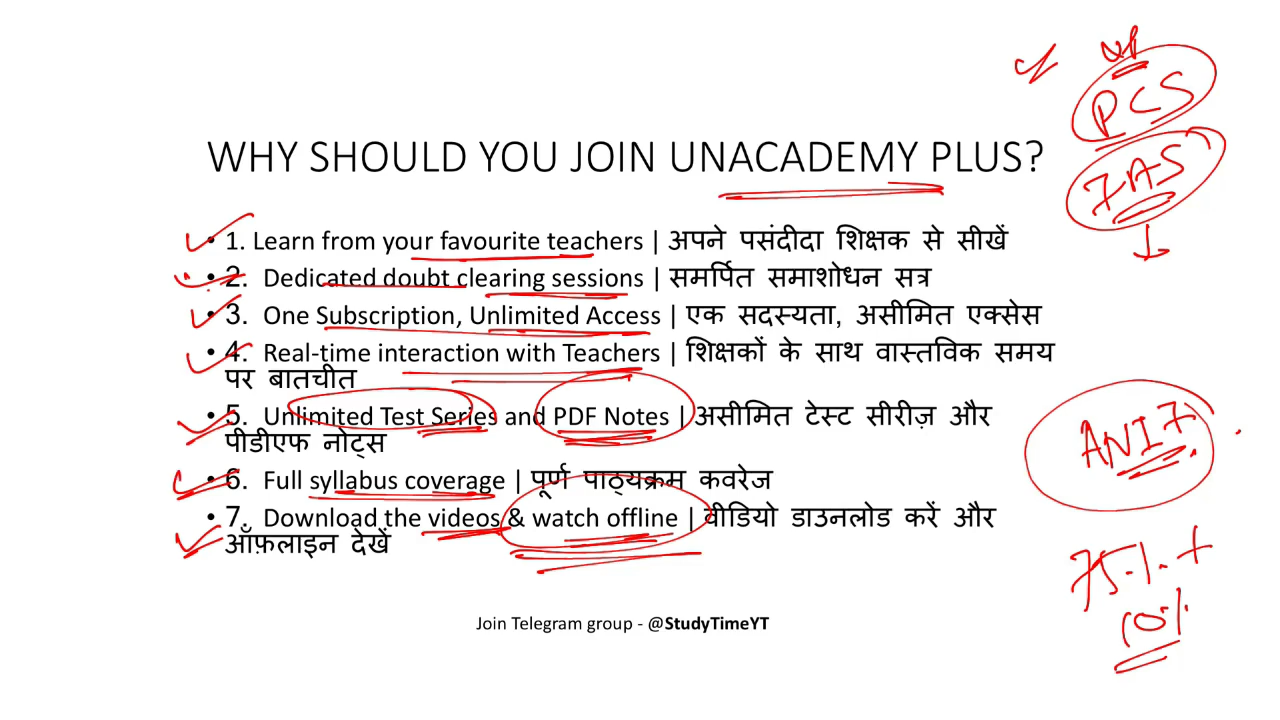 WHY SHOULD YOU JOIN UNACADEMY PLUS?
• 1. Learn from your favourite teachers | अपने पसंदीदा शिक्षक से सीखें
• 2. Dedicated doubt clearing sessions | समर्पित समाशोधन सत्र
• 3. One Subscription, Unlimited Access | एक सदस्यता, असीमित एक्सेस
• 4. Real-time interaction with Teachers | शिक्षकों के साथ वास्तविक समय
पर बातचीत
• 5. Unlimited Test Series and PDF Notes | असीमित टेस्ट सीरीज़ और
पीडीएफ नोट्स
• 6. Full syllabus coverage | पूर्ण पाठ्यक्रम कवरेज
• 7. Download the videos & watch offline | वीडियो डाउनलोड करें और
ऑफ़लाइन देखें
Join Telegram group - @StudyTimeYT
PCS
IAS
75% +
10%